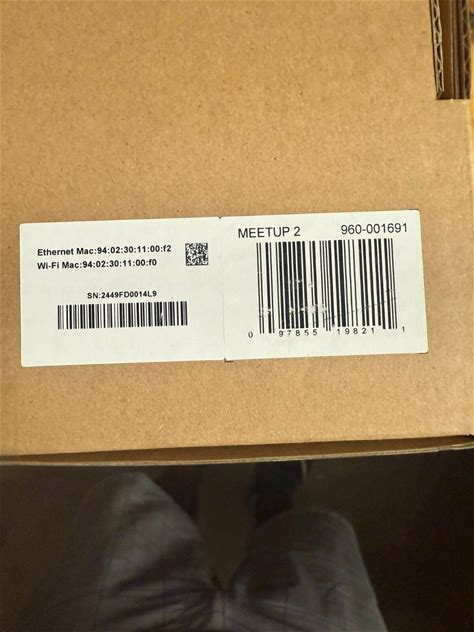 Ethernet Mac:94:02:30:11:00:f2
Wi-Fi Mac:94:02:30:11:00:f0
SN:2449FD0014L9
MEETUP 2 960-001691
0 97855 19821 1